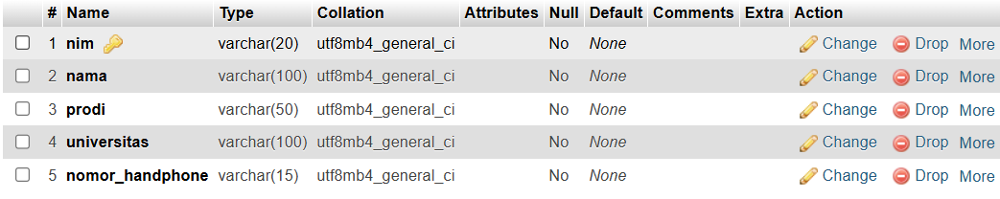 # Name Type Collation Attributes Null Default Comments Extra Action
1 nim varchar(20) utf8mb4_general_ci No None Change Drop More
2 nama varchar(100) utf8mb4_general_ci No None Change Drop More
3 prodi varchar(50) utf8mb4_general_ci No None Change Drop More
4 universitas varchar(100) utf8mb4_general_ci No None Change Drop More
5 nomor_handphone varchar(15) utf8mb4_general_ci No None Change Drop More